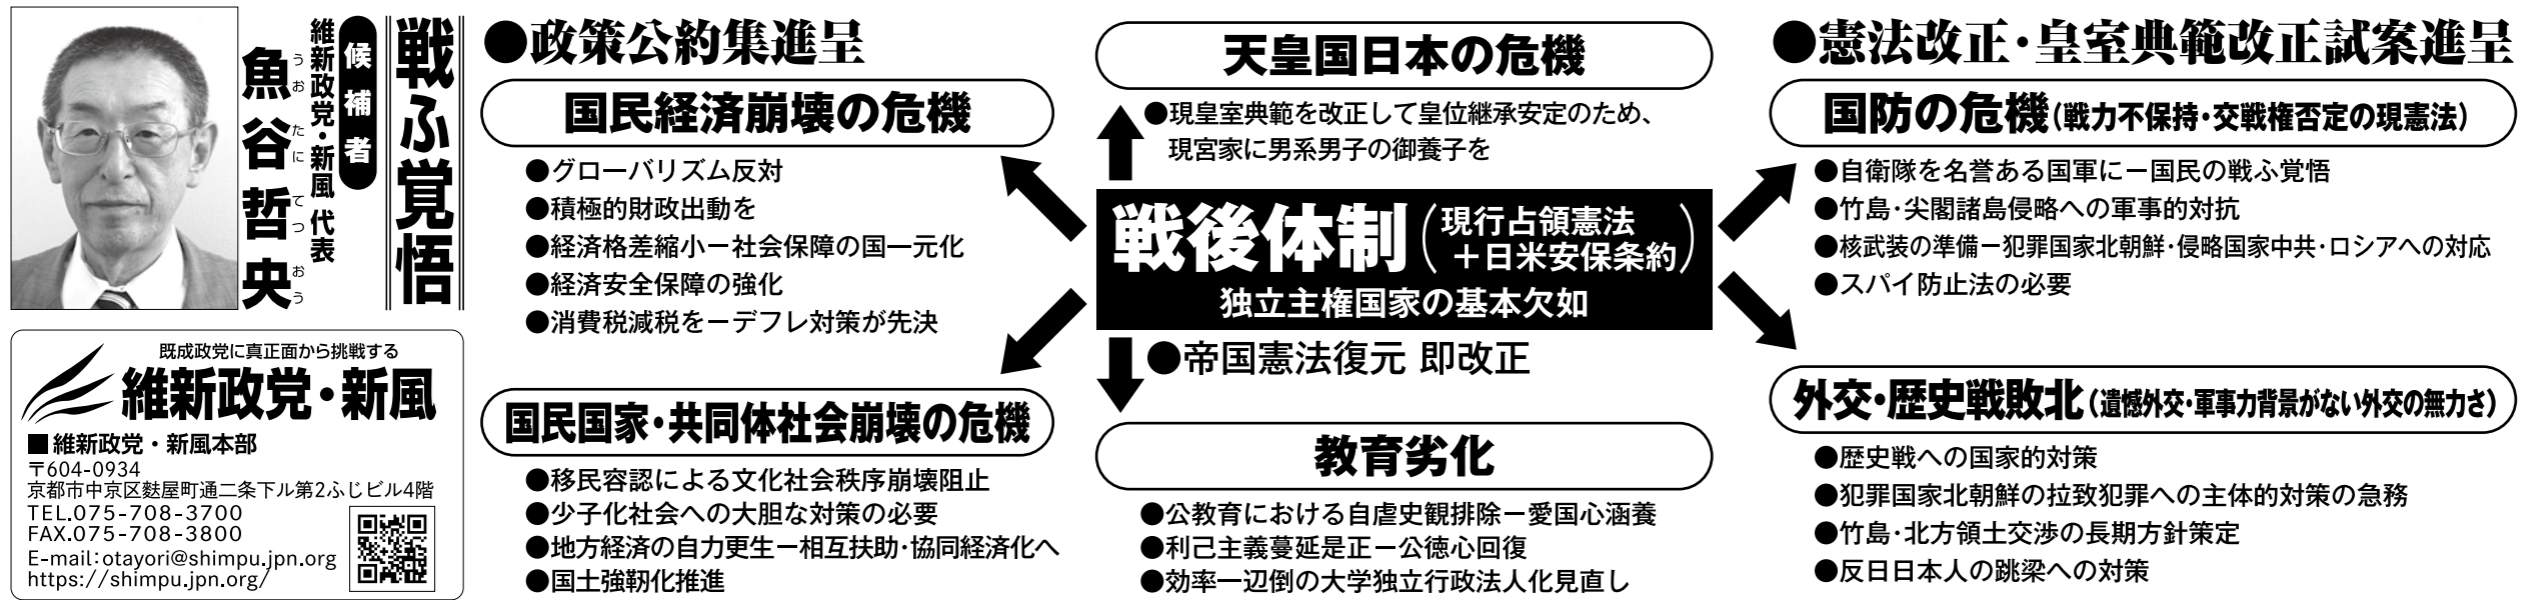 戦ふ覚悟
候補者
維新政党・新風 代表
魚谷哲央
うおたにてつおう
既成政党に真正面から挑戦する
維新政党・新風
■維新政党・新風本部
〒604-0934
京都市中京区麩屋町通二条下ル第2ふじビル4階
TEL.075-708-3700
FAX.075-708-3800
E-mail:otayori@shimpu.jpn.org
https://shimpu.jpn.org/
●政策公約集進呈
国民経済崩壊の危機
●グローバリズム反対
●積極的財政出動を
●経済格差縮小ー社会保障の国一元化
●経済安全保障の強化
●消費税減税をーデフレ対策が先決
国民国家・共同体社会崩壊の危機
●移民容認による文化社会秩序崩壊阻止
●少子化社会への大胆な対策の必要
●地方経済の自力更生ー相互扶助・協同経済化へ
●国土強靱化推進
天皇国日本の危機
●現皇室典範を改正して皇位継承安定のため、
現宮家に男系男子の御養子を
戦後体制(現行占領憲法
+日米安保条約)
独立主権国家の基本欠如
●帝国憲法復元 即改正
教育劣化
●公教育における自虐史観排除ー愛国心涵養
●利己主義蔓延是正ー公徳心回復
●効率一辺倒の大学独立行政法人化見直し
●憲法改正・皇室典範改正試案進呈
国防の危機(戦力不保持・交戦権否定の現憲法)
●自衛隊を名誉ある国軍にー国民の戦ふ覚悟
●竹島・尖閣諸島侵略への軍事的対抗
●核武装の準備ー犯罪国家北朝鮮・侵略国家中共・ロシアへの対応
●スパイ防止法の必要
外交・歴史戦敗北(遺憾外交・軍事力背景がない外交の無力さ)
●歴史戦への国家的対策
●犯罪国家北朝鮮の拉致犯罪への主体的対策の急務
●竹島・北方領土交渉の長期方針策定
●反日日本人の跳梁への対策